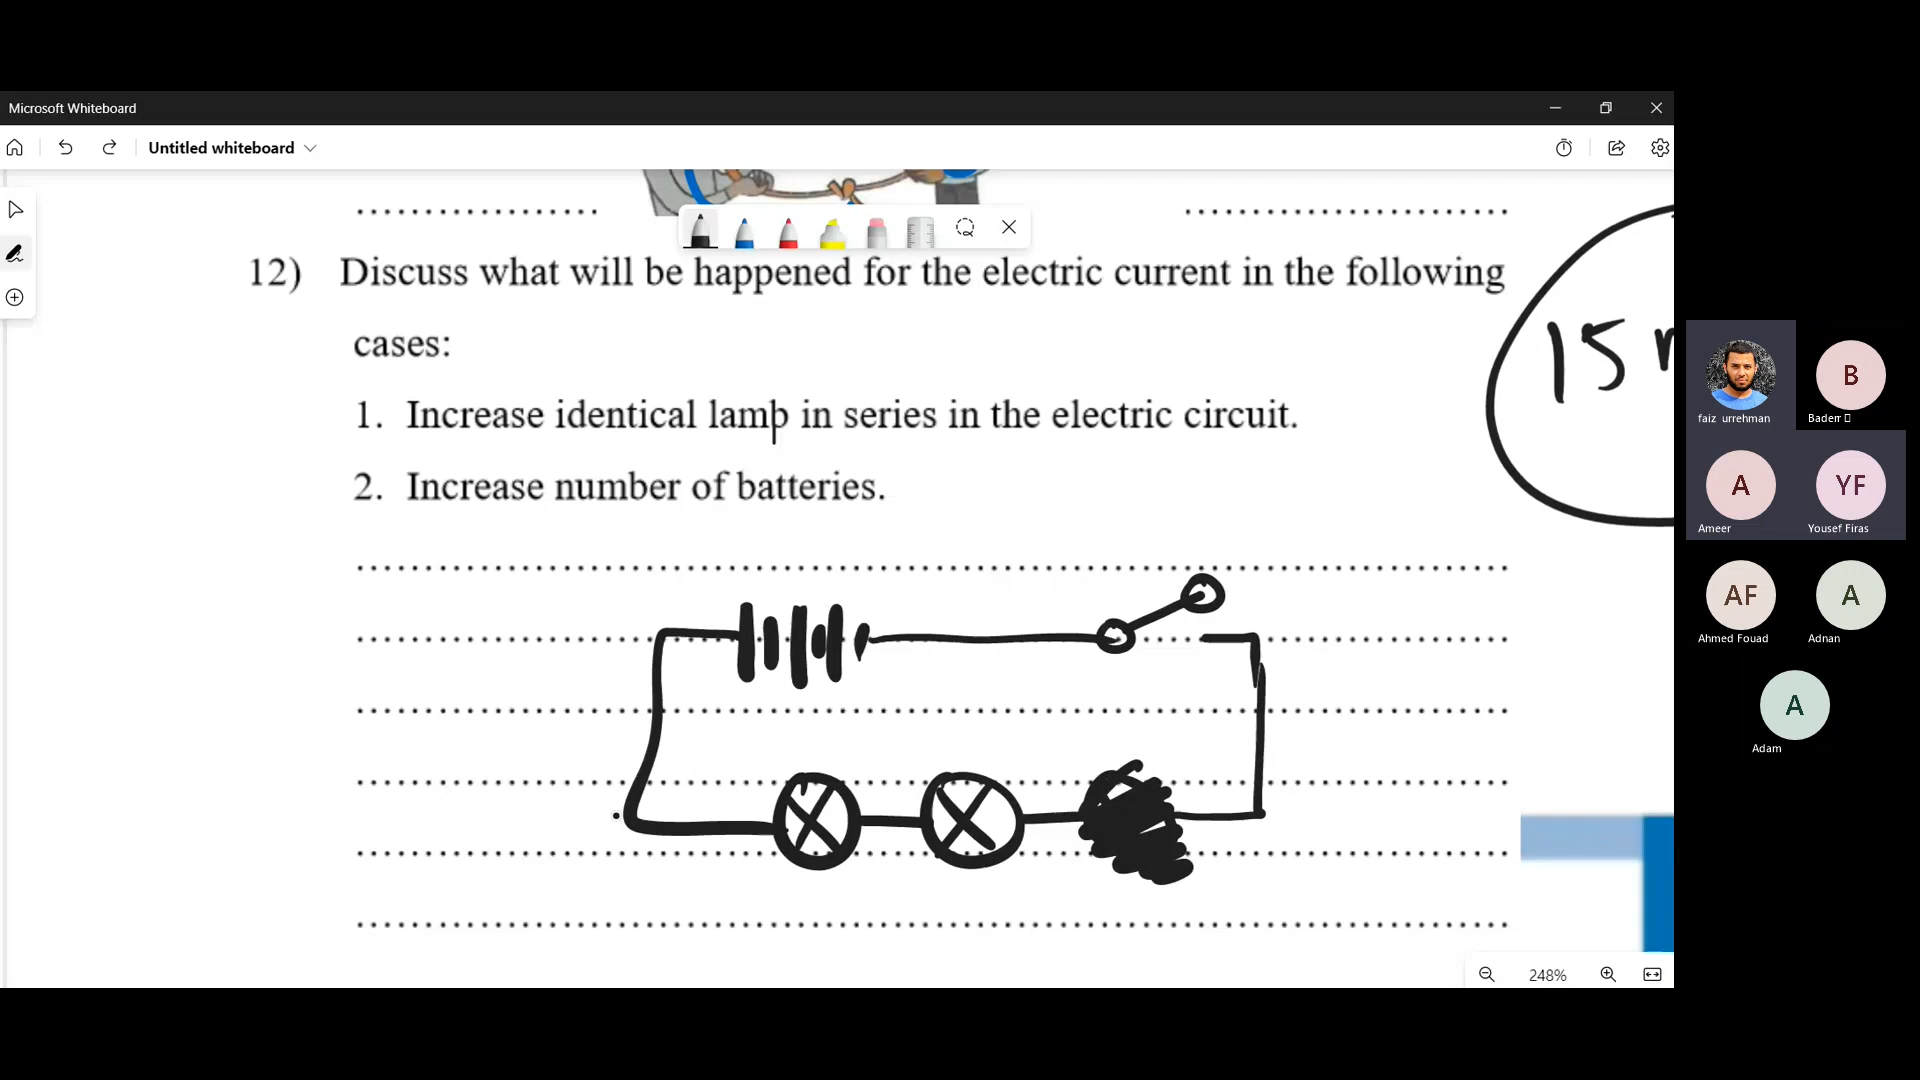 Microsoft Whiteboard
Untitled whiteboard
12) Discuss what will be happened for the electric current in the following
cases:
1. Increase identical lamp in series in the electric circuit.
2. Increase number of batteries.
15
faiz urrehman
B
Baderr
A
Ameer
YF
Yousef Firas
AF
Ahmed Fouad
A
Adnan
A
Adam
248%